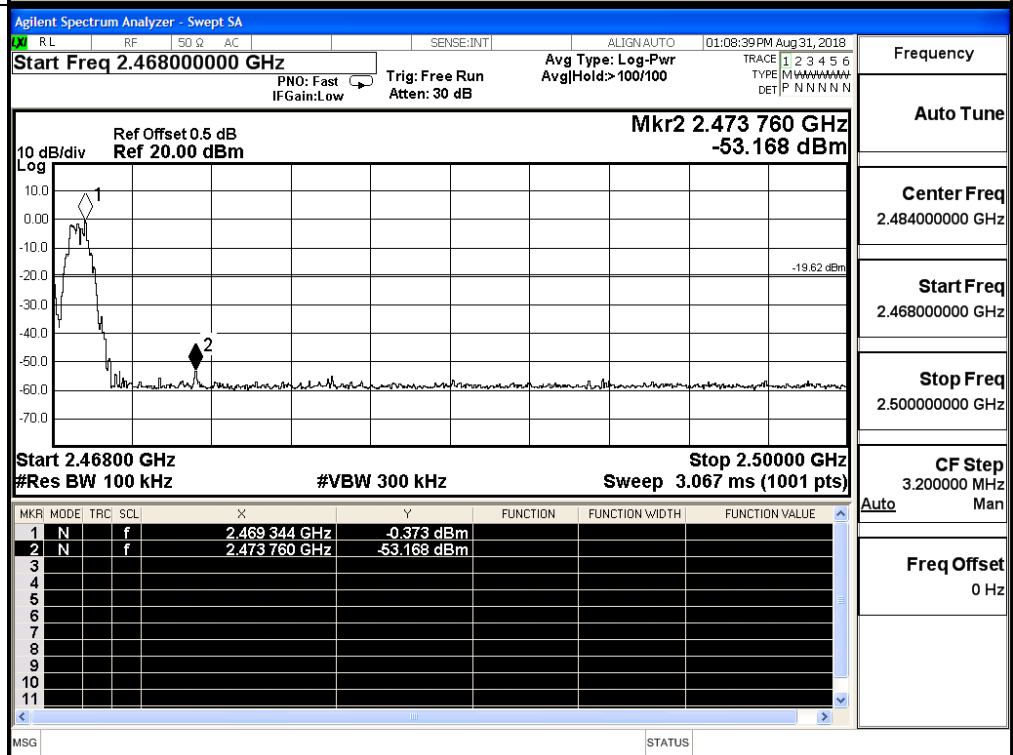 Agilent Spectrum Analyzer - Swept SA
LXI RL RF 50 Ω AC SENSE:INT ALIGN AUTO 01:08:39 PM Aug 31, 2018
Start Freq 2.468000000 GHz
PNO: Fast
IFGain:Low
Trig: Free Run
Atten: 30 dB
Avg Type: Log-Pwr
Avg|Hold:>100/100
TRACE 1 2 3 4 5 6
TYPE M
DET P N N N N N
Ref Offset 0.5 dB
10 dB/div Ref 20.00 dBm
Log
Mkr2 2.473 760 GHz
-53.168 dBm
10.0
0.00
-10.0
-20.0
-30.0
-40.0
-50.0
-60.0
-70.0
1
2
-19.62 dBm
Start 2.46800 GHz Stop 2.50000 GHz
#Res BW 100 kHz #VBW 300 kHz Sweep 3.067 ms (1001 pts)
MKR MODE TRC SCL X Y FUNCTION FUNCTION WIDTH FUNCTION VALUE
1 N f 2.469 344 GHz -0.373 dBm
2 N f 2.473 760 GHz -53.168 dBm
3
4
5
6
7
8
9
10
11
MSG STATUS
Frequency
Auto Tune
Center Freq
2.484000000 GHz
Start Freq
2.468000000 GHz
Stop Freq
2.500000000 GHz
CF Step
3.200000 MHz
Auto Man
Freq Offset
0 Hz